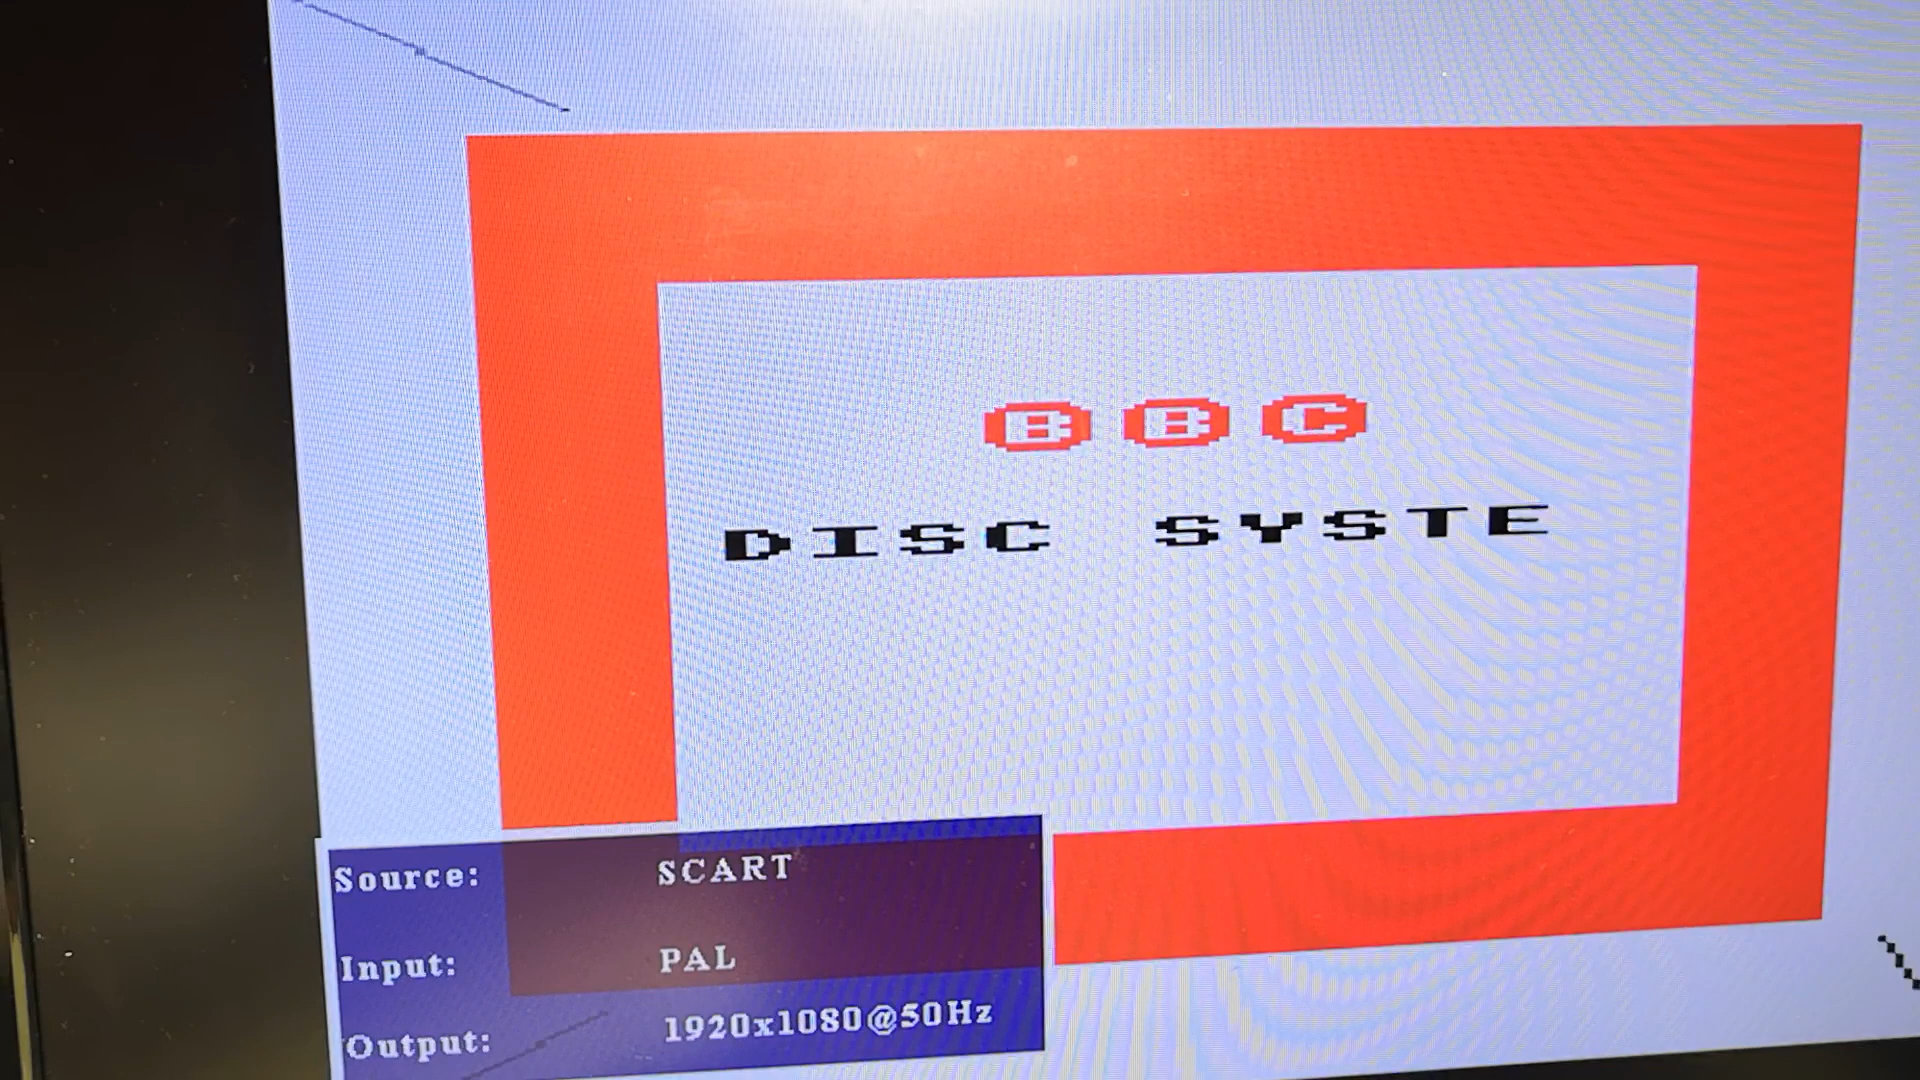 BBC
DISC SYSTE
Source: SCART
Input: PAL
Output: 1920x1080@50Hz